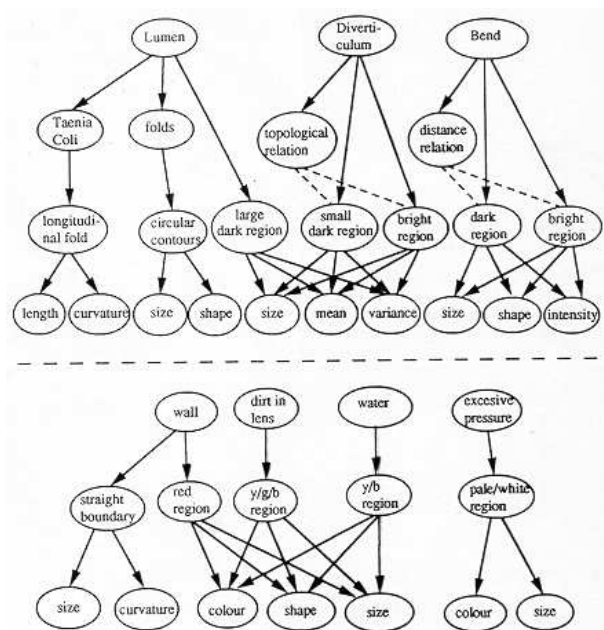 Lumen
Diverti-
culum
Bend
Taenia
Coli
folds
topological
relation
distance
relation
longitudi-
nal fold
circular
contours
large
dark region
small
dark region
bright
region
dark
region
bright
region
length
curvature
size
shape
size
mean
variance
size
shape
intensity
wall
dirt in
lens
water
excesive
pressure
straight
boundary
red
region
y/g/b
region
y/b
region
pale/white
region
size
curvature
colour
shape
size
colour
size